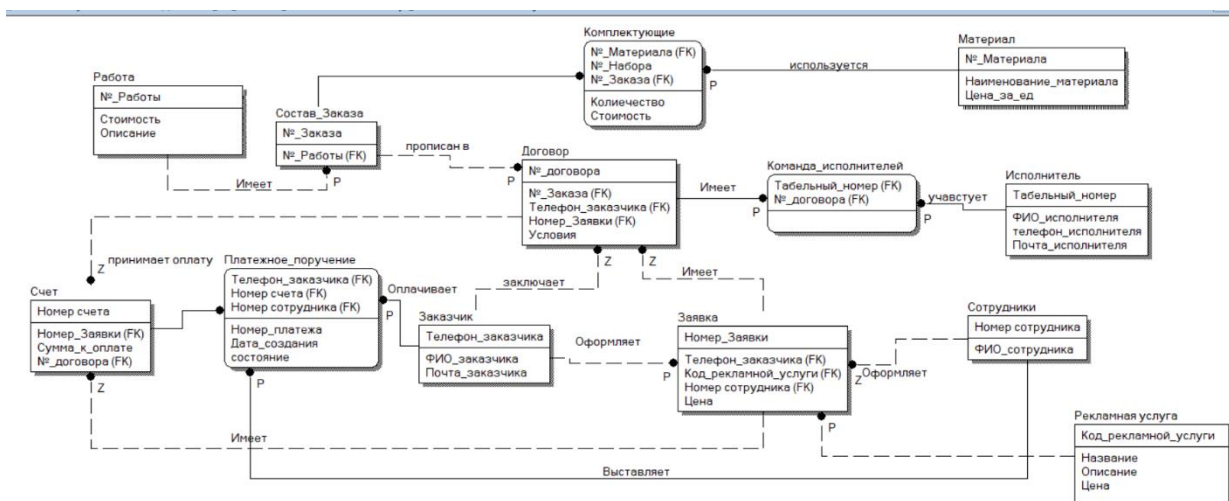 Комплектующие
№_Материала (FK)
№_Набора
№_Заказа (FK)
Колиечество
Стоимость
Материал
№_Материала
Наименование_материала
Цена_за_ед
используется
P
Работа
№_Работы
Стоимость
Описание
Состав_Заказа
№_Заказа
№_Работы (FK)
Имеет
P
прописан в
P
Договор
№_договора
№_Заказа (FK)
Телефон_заказчика (FK)
Номер_Заявки (FK)
Условия
Имеет
P
Команда_исполнителей
Табельный_номер (FK)
№_договора (FK)
учавстует
P
Исполнитель
Табельный_номер
ФИО_исполнителя
телефон_исполнителя
Почта_исполнителя
принимает оплату
Z
Счет
Номер счета
Номер_Заявки (FK)
Сумма_к_оплате
№_договора (FK)
Z
Платежное_поручение
Телефон_заказчика (FK)
Номер счета (FK)
Номер сотрудника (FK)
Номер_платежа
Дата_создания
состояние
P
Оплачивает
P
заключает
Z
Заказчик
Телефон_заказчика
ФИО_заказчика
Почта_заказчика
Оформляет
P
Имеет
Z
Заявка
Номер_Заявки
Телефон_заказчика (FK)
Код_рекламной_услуги (FK)
Номер сотрудника (FK)
Цена
Сотрудники
Номер сотрудника
ФИО_сотрудника
Z
Оформляет
P
Имеет
Выставляет
Рекламная услуга
Код_рекламной_услуги
Название
Описание
Цена